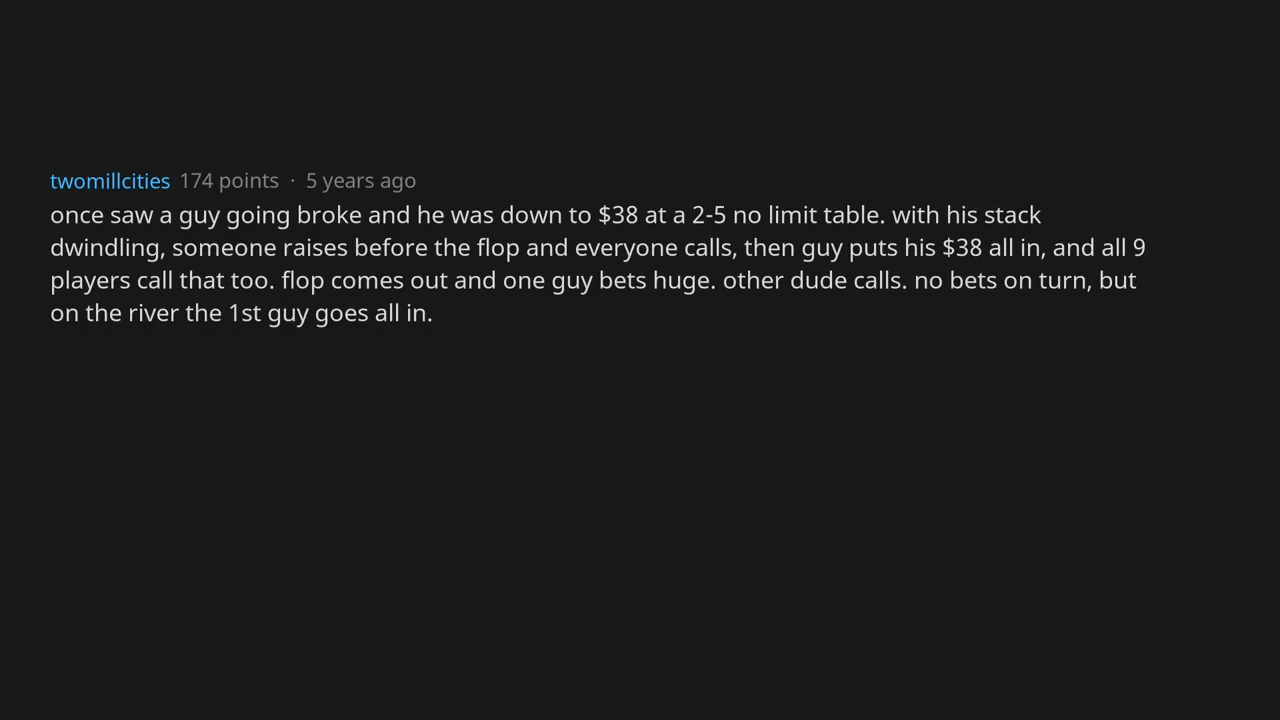 twomillcities 174 points · 5 years ago
once saw a guy going broke and he was down to $38 at a 2-5 no limit table. with his stack
dwindling, someone raises before the flop and everyone calls, then guy puts his $38 all in, and all 9
players call that too. flop comes out and one guy bets huge. other dude calls. no bets on turn, but
on the river the 1st guy goes all in.